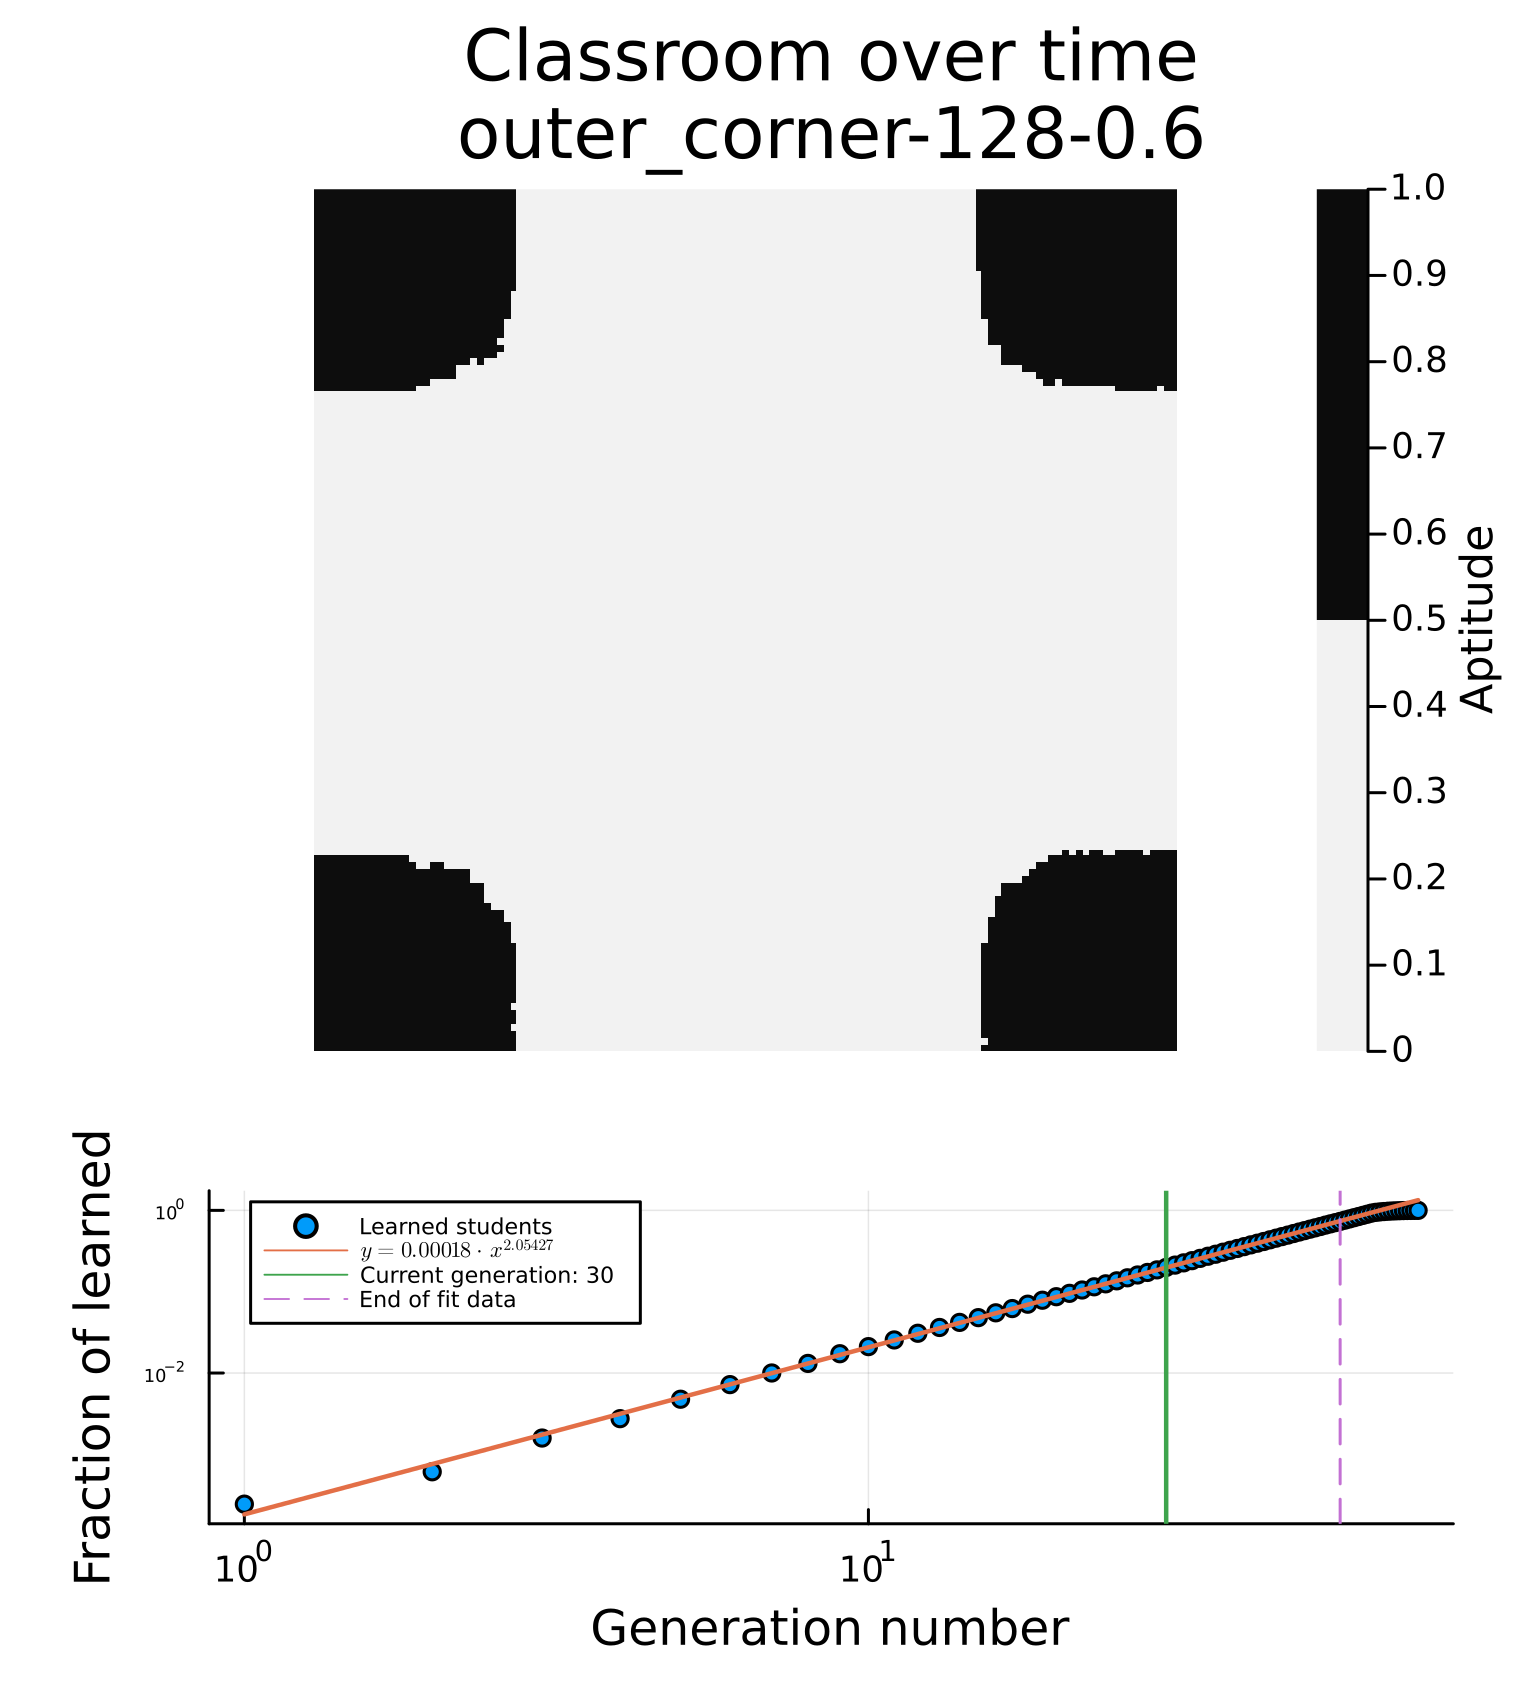 Classroom over time
outer_corner-128-0.6
1.0
0.9
0.8
0.7
0.6
0.5
0.4
0.3
0.2
0.1
0
Aptitude
Fraction of learned
10⁰
10⁻²
Learned students
y = 0.00018 · x^2.05427
Current generation: 30
End of fit data
10⁰
10¹
Generation number